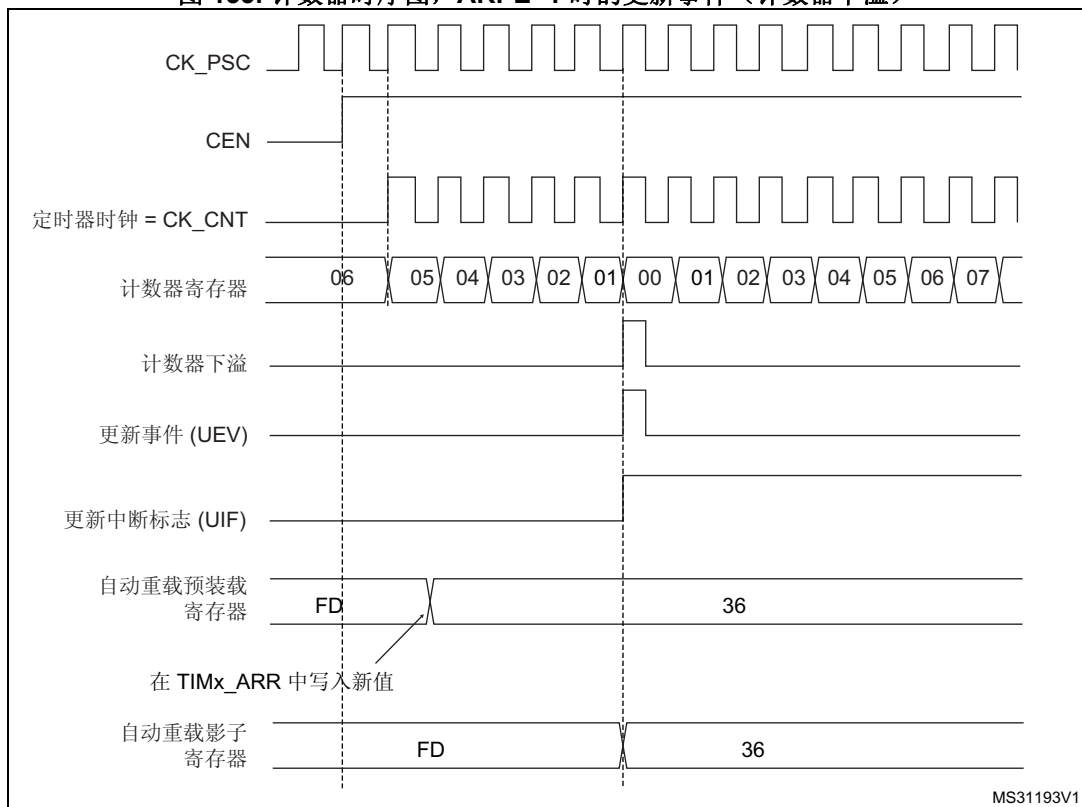 CK_PSC
CEN
定时器时钟 = CK_CNT
计数器寄存器
06 05 04 03 02 01 00 01 02 03 04 05 06 07
计数器下溢
更新事件 (UEV)
更新中断标志 (UIF)
自动重载预装载
寄存器
FD 36
在 TIMx_ARR 中写入新值
自动重载影子
寄存器
FD 36
MS31193V1